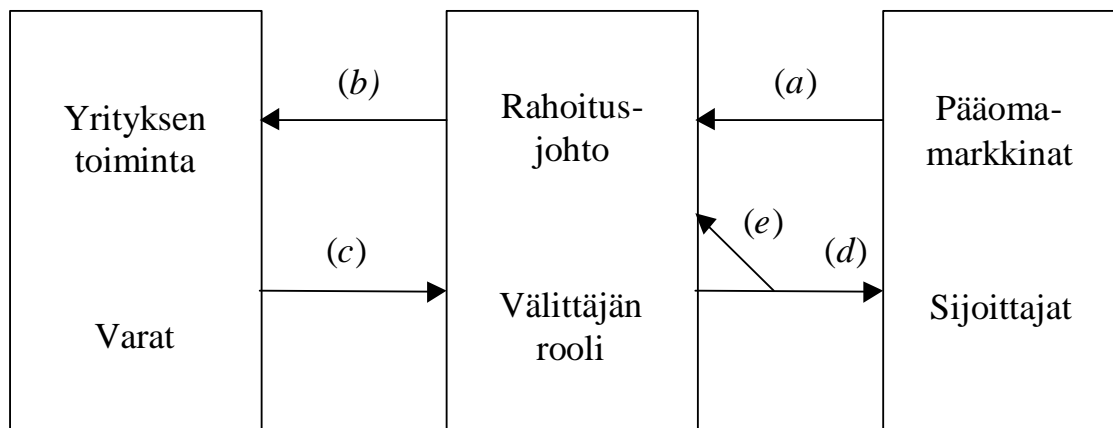 Yrityksen
toiminta
Varat
(b)
(c)
Rahoitus-
johto
Välittäjän
rooli
(a)
(e)
(d)
Pääoma-
markkinat
Sijoittajat